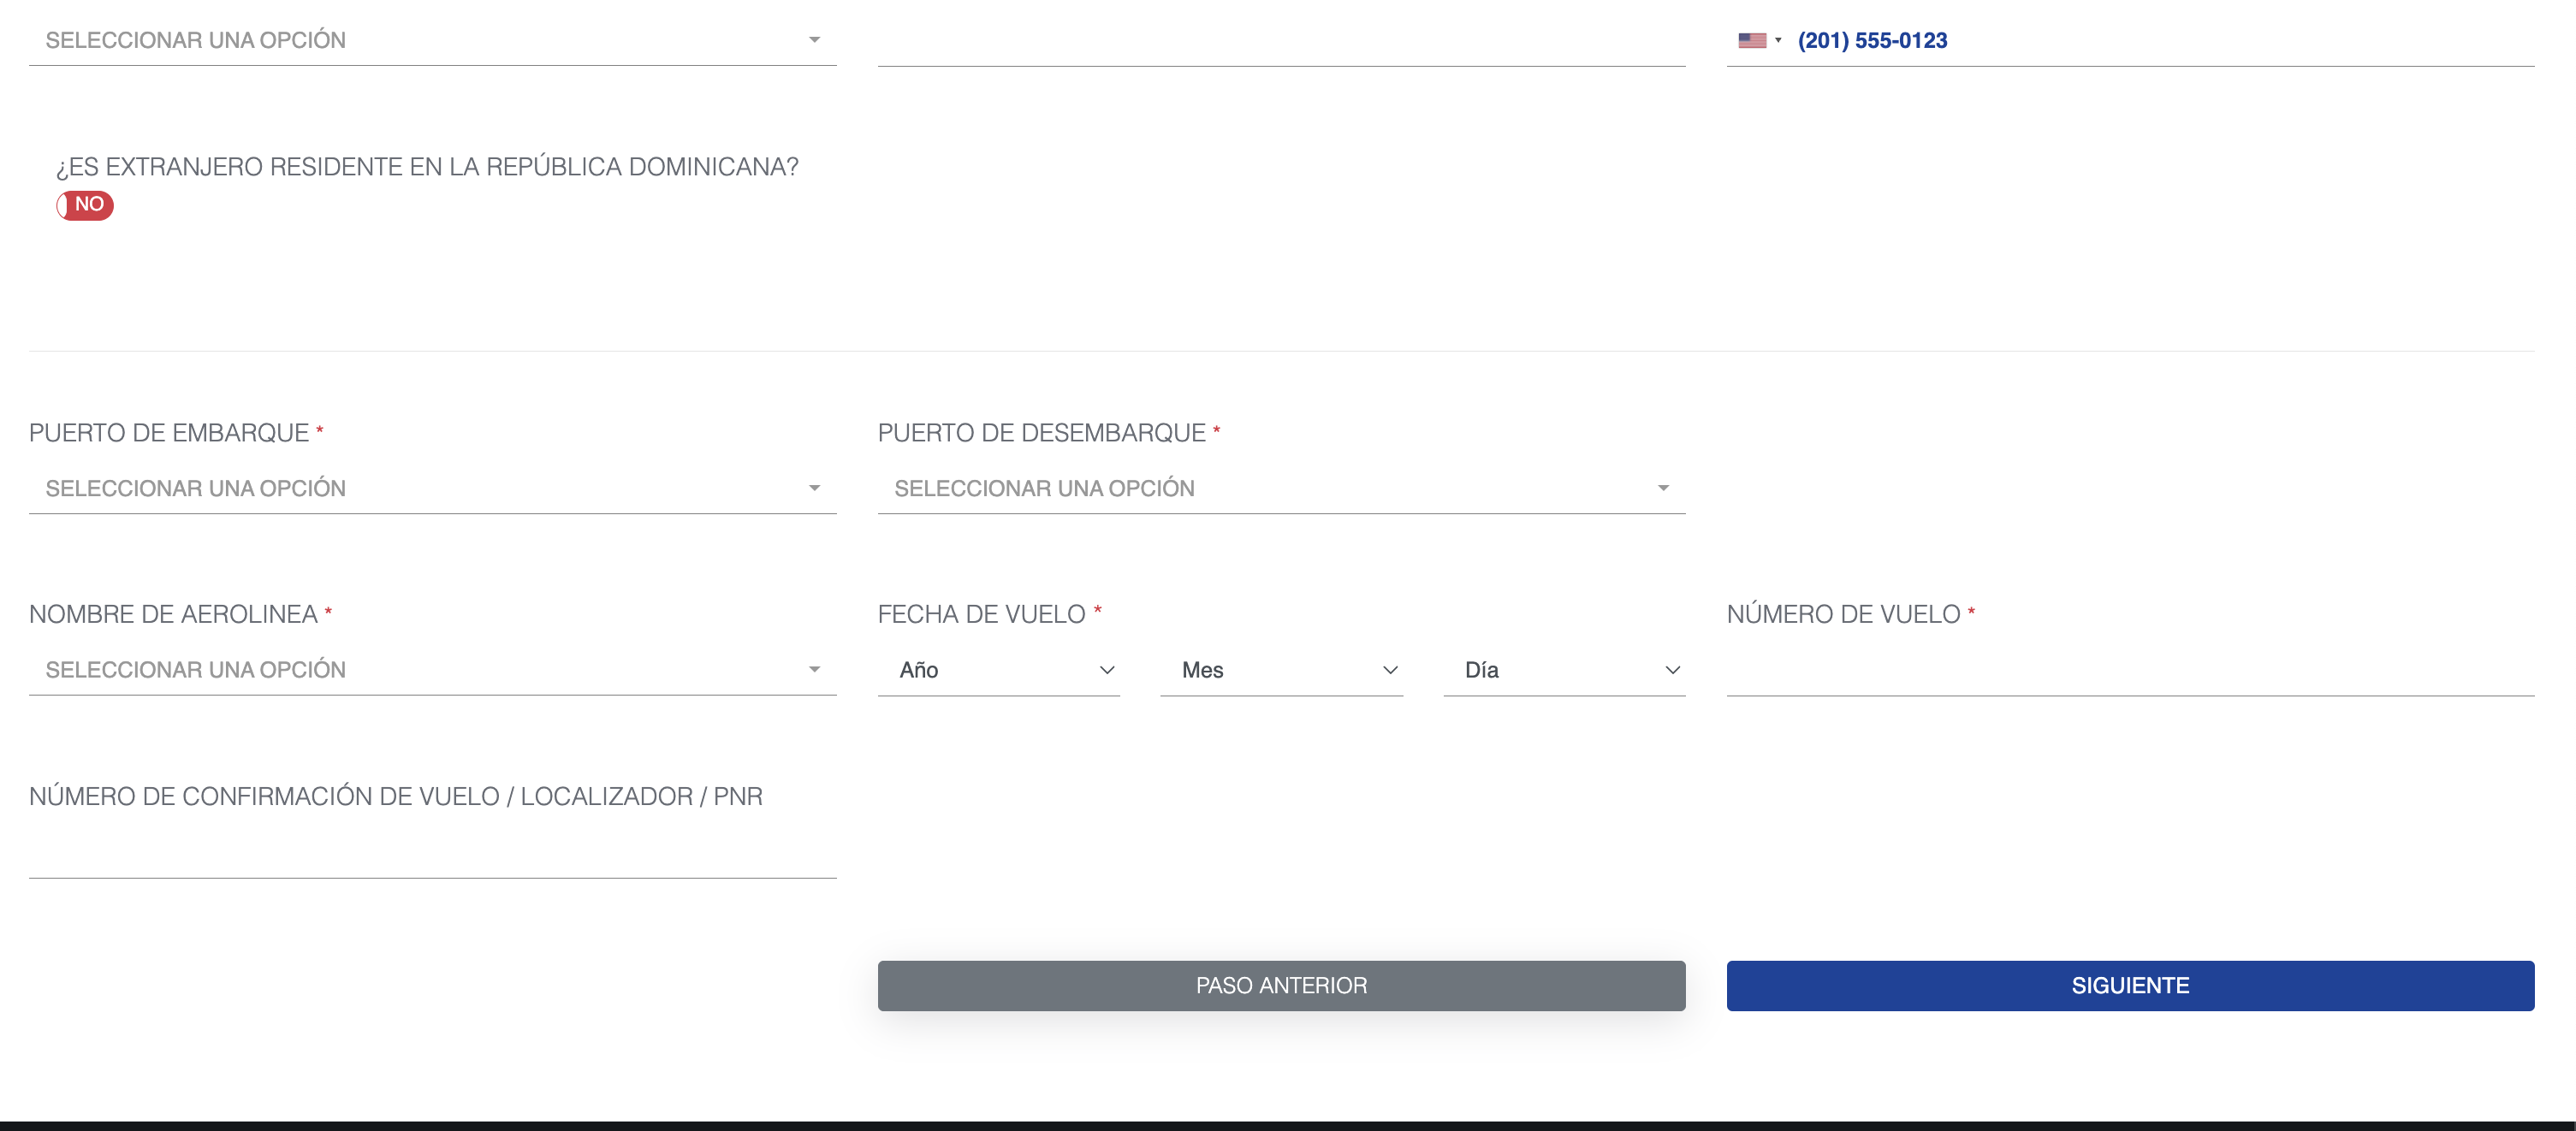 SELECCIONAR UNA OPCIÓN
(201) 555-0123
¿ES EXTRANJERO RESIDENTE EN LA REPÚBLICA DOMINICANA?
NO
PUERTO DE EMBARQUE *
PUERTO DE DESEMBARQUE *
SELECCIONAR UNA OPCIÓN
SELECCIONAR UNA OPCIÓN
NOMBRE DE AEROLINEA *
FECHA DE VUELO *
NÚMERO DE VUELO *
SELECCIONAR UNA OPCIÓN
Año
Mes
Día
NÚMERO DE CONFIRMACIÓN DE VUELO / LOCALIZADOR / PNR
PASO ANTERIOR
SIGUIENTE